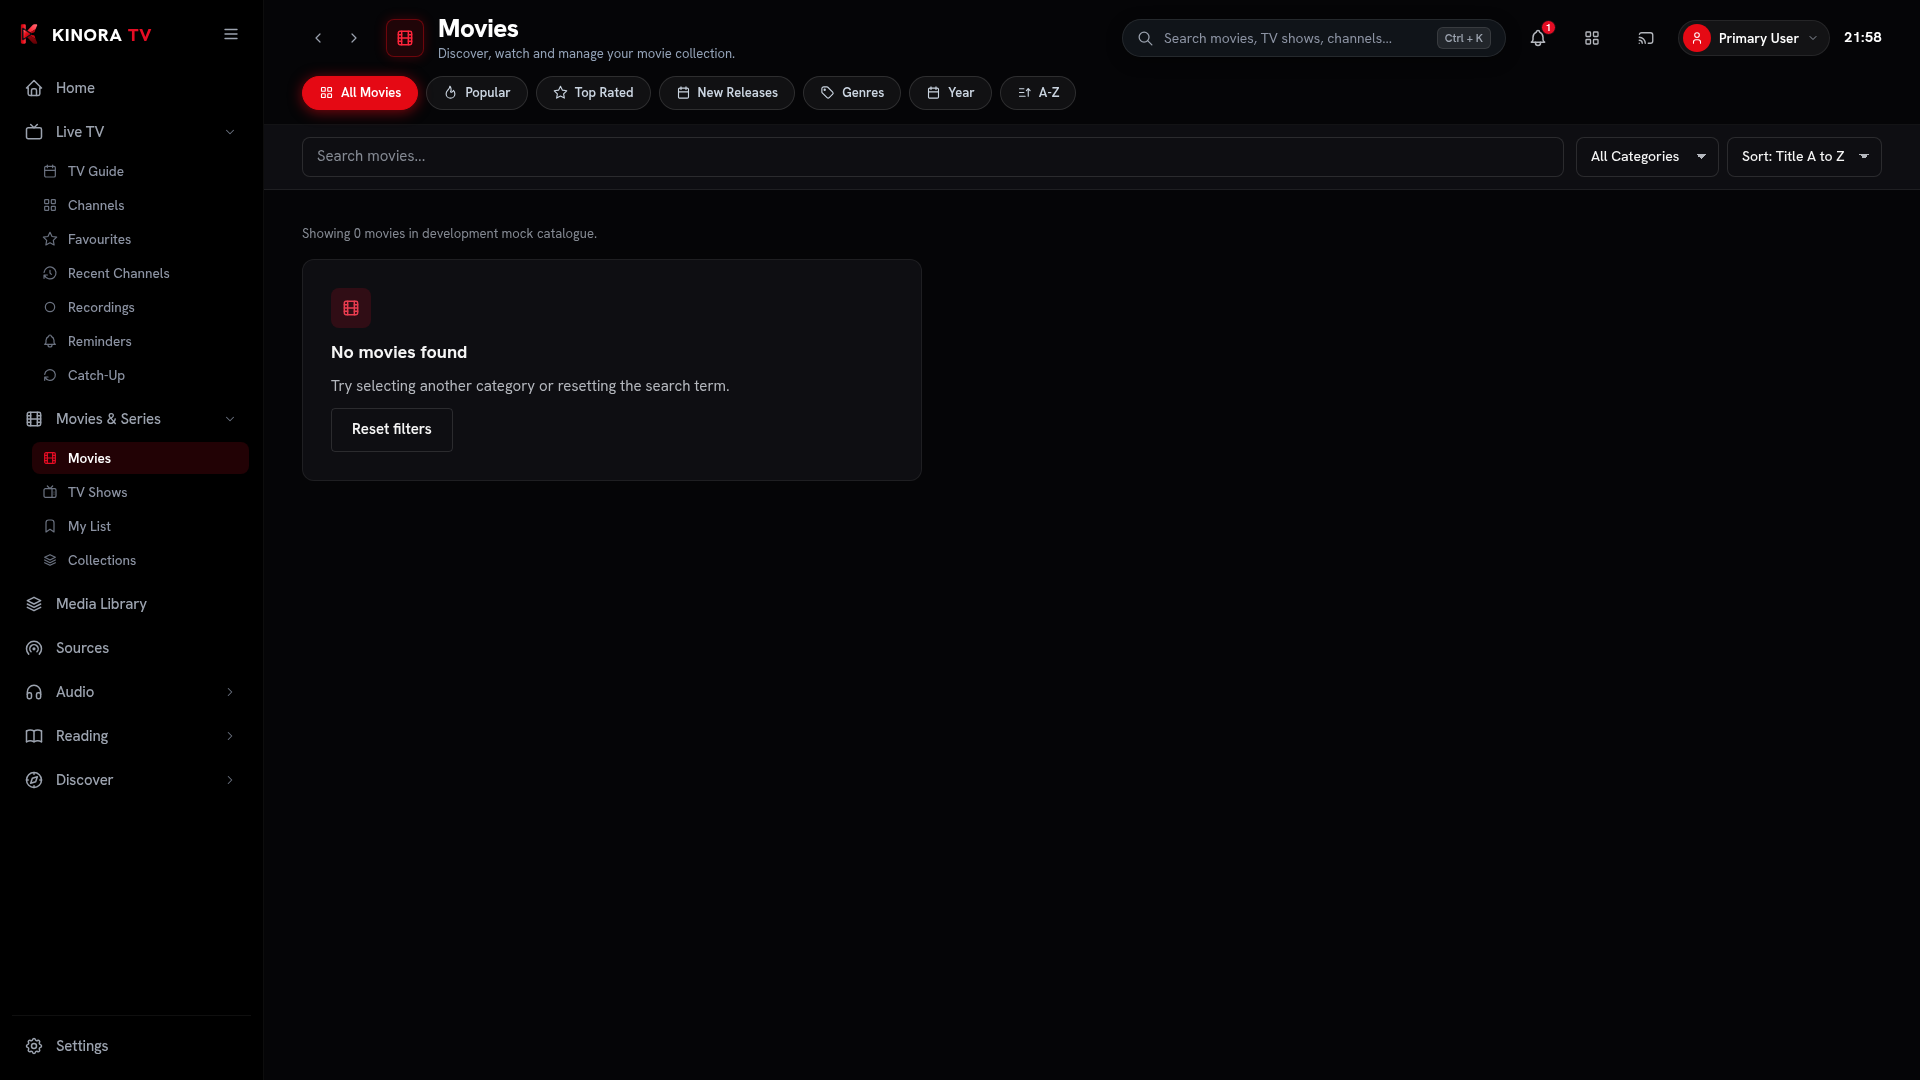 KINORA TV
Home
Live TV
TV Guide
Channels
Favourites
Recent Channels
Recordings
Reminders
Catch-Up
Movies & Series
Movies
TV Shows
My List
Collections
Media Library
Sources
Audio
Reading
Discover
Settings
Movies
Discover, watch and manage your movie collection.
Search movies, TV shows, channels...
Ctrl + K
1
Primary User
21:58
All Movies
Popular
Top Rated
New Releases
Genres
Year
A-Z
Search movies...
All Categories
Sort: Title A to Z
Showing 0 movies in development mock catalogue.
No movies found
Try selecting another category or resetting the search term.
Reset filters